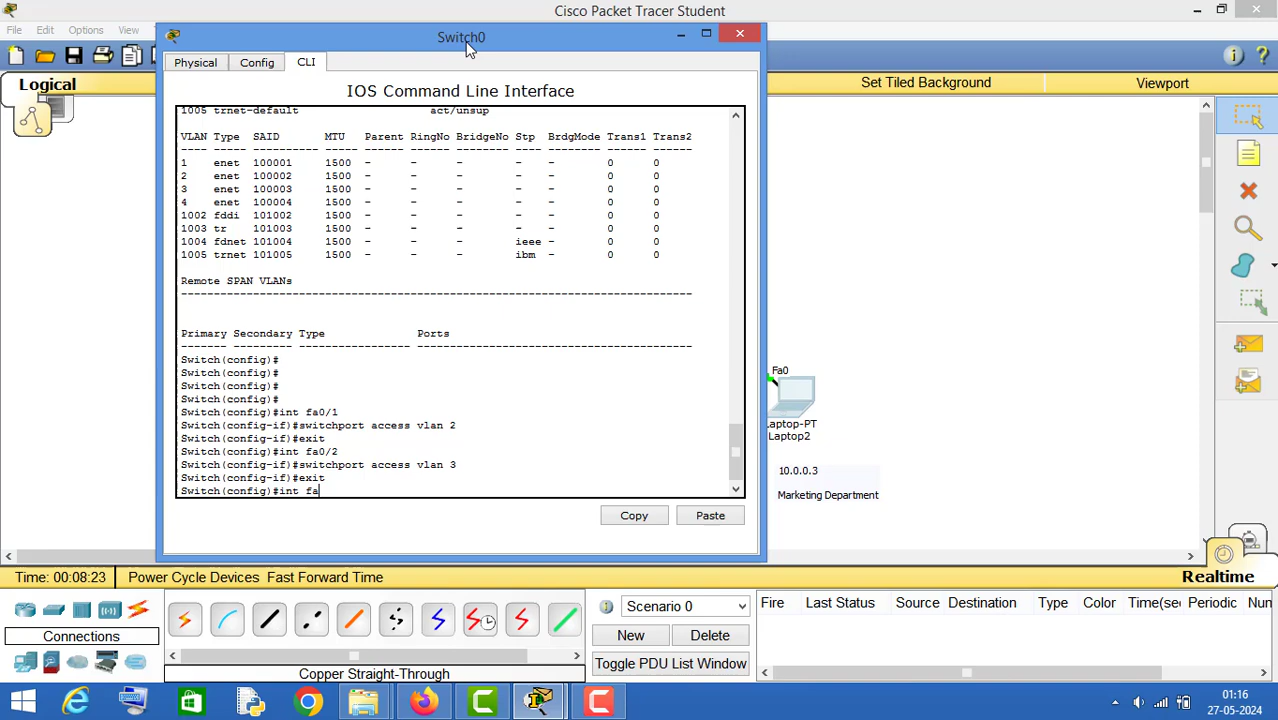 Cisco Packet Tracer Student
File Edit Options View
Switch0
Logical
Set Tiled Background
Viewport
Physical Config CLI
IOS Command Line Interface
1005 trnet-default act/unsup
VLAN Type SAID MTU Parent RingNo BridgeNo Stp BrdgMode Trans1 Trans2
---- ----- ---------- ----- ------ ------ -------- ---- -------- ------ ------
1 enet 100001 1500 - - - - - 0 0
2 enet 100002 1500 - - - - - 0 0
3 enet 100003 1500 - - - - - 0 0
4 enet 100004 1500 - - - - - 0 0
1002 fddi 101002 1500 - - - - - 0 0
1003 tr 101003 1500 - - - - - 0 0
1004 fdnet 101004 1500 - - - ieee - 0 0
1005 trnet 101005 1500 - - - ibm - 0 0
Remote SPAN VLANs
------------------------------------------------------------------------------
Primary Secondary Type Ports
------- --------- ----------------- ------------------------------------------
Switch(config)#
Switch(config)#
Switch(config)#
Switch(config)#
Switch(config)#int fa0/1
Switch(config-if)#switchport access vlan 2
Switch(config-if)#exit
Switch(config)#int fa0/2
Switch(config-if)#switchport access vlan 3
Switch(config-if)#exit
Switch(config)#int fa
Copy Paste
Fa0
Laptop-PT
Laptop2
10.0.0.3
Marketing Department
Time: 00:08:23 Power Cycle Devices Fast Forward Time
Realtime
Connections
Copper Straight-Through
Scenario 0
New Delete
Toggle PDU List Window
Fire Last Status Source Destination Type Color Time(sec Periodic Num
01:16
27-05-2024